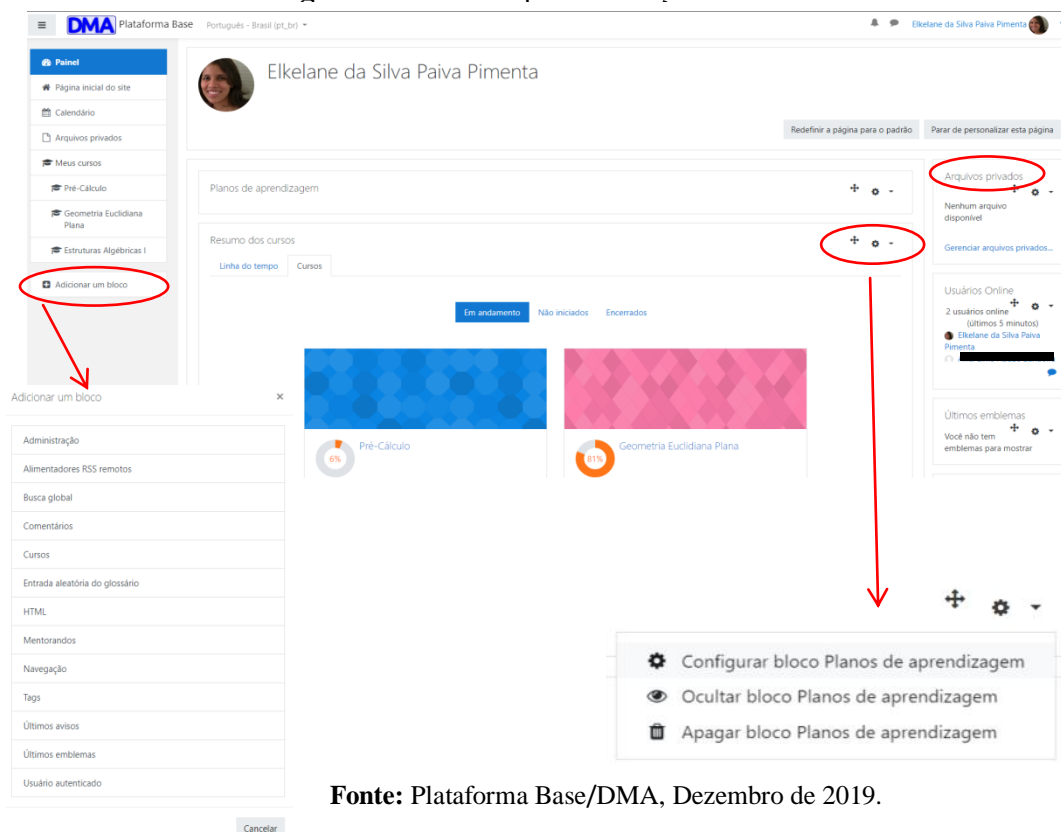 DMA Plataforma Base Português - Brasil (pt_br)
Elkelane da Silva Paiva Pimenta
Painel
Página inicial do site
Calendário
Arquivos privados
Meus cursos
Pré-Cálculo
Geometria Euclidiana
Plana
Estruturas Algébricas I
Adicionar um bloco
Elkelane da Silva Paiva Pimenta
Redefinir a página para o padrão
Parar de personalizar esta página
Planos de aprendizagem
Resumo dos cursos
Linha do tempo
Cursos
Em andamento
Não iniciados
Encerrados
6%
Pré-Cálculo
81%
Geometria Euclidiana Plana
Arquivos privados
Nenhum arquivo
disponível
Gerenciar arquivos privados...
Usuários Online
2 usuários online
(últimos 5 minutos)
Elkelane da Silva Paiva
Pimenta
Últimos emblemas
Você não tem
emblemas para mostrar
Adicionar um bloco
×
Administração
Alimentadores RSS remotos
Busca global
Comentários
Cursos
Entrada aleatória do glossário
HTML
Mentorandos
Navegação
Tags
Últimos avisos
Últimos emblemas
Usuário autenticado
Cancelar
Configurar bloco Planos de aprendizagem
Ocultar bloco Planos de aprendizagem
Apagar bloco Planos de aprendizagem
Fonte: Plataforma Base/DMA, Dezembro de 2019.